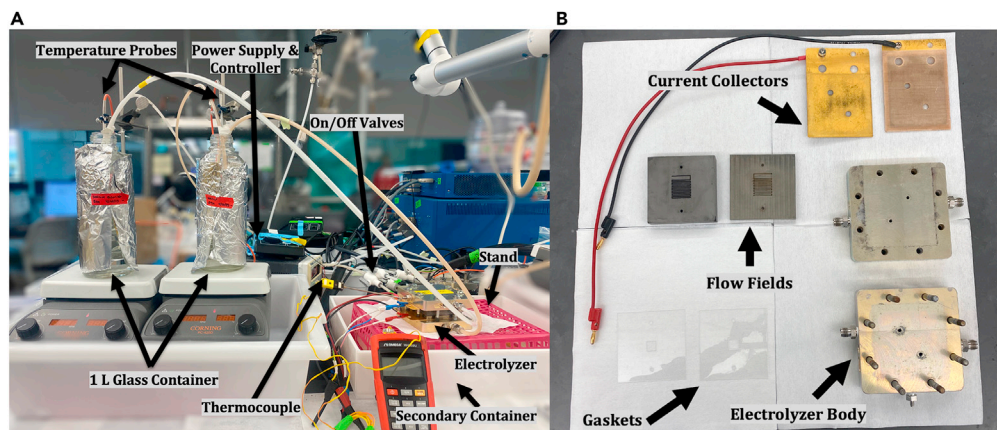 A
B
Temperature Probes
Power Supply &
Controller
On/Off Valves
Stand
1 L Glass Container
Thermocouple
Electrolyzer
Secondary Container
CORNING
Current Collectors
Flow Fields
Gaskets
Electrolyzer Body